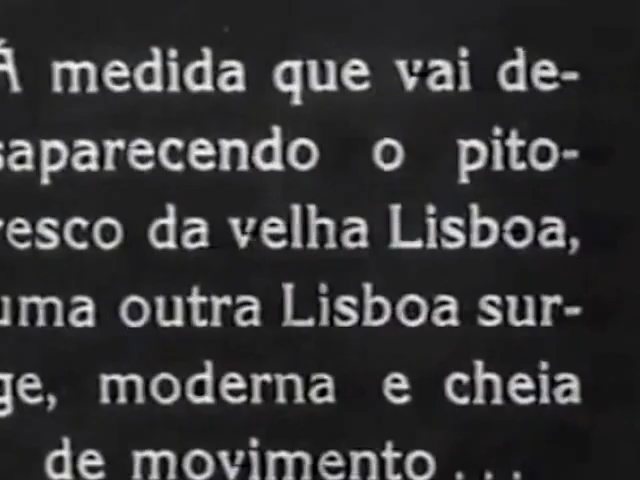 À medida que vai de-
saparecendo o pito-
resco da velha Lisboa,
uma outra Lisboa sur-
ge, moderna e cheia
de movimento...